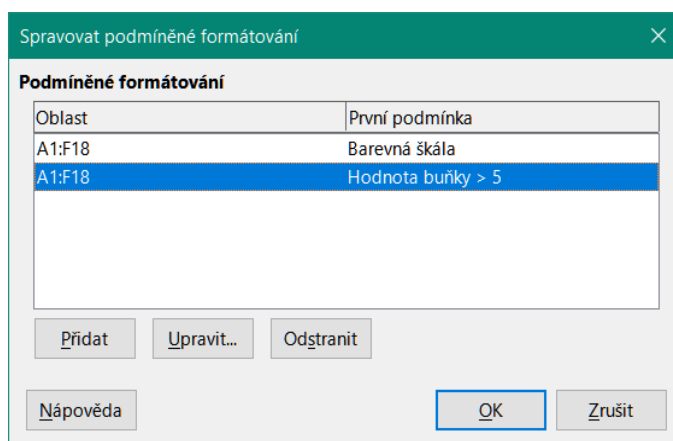 Spravovat podmíněné formátování
Podmíněné formátování
Oblast První podmínka
A1:F18 Barevná škála
A1:F18 Hodnota buňky > 5
Přidat Upravit... Odstranit
Nápověda OK Zrušit